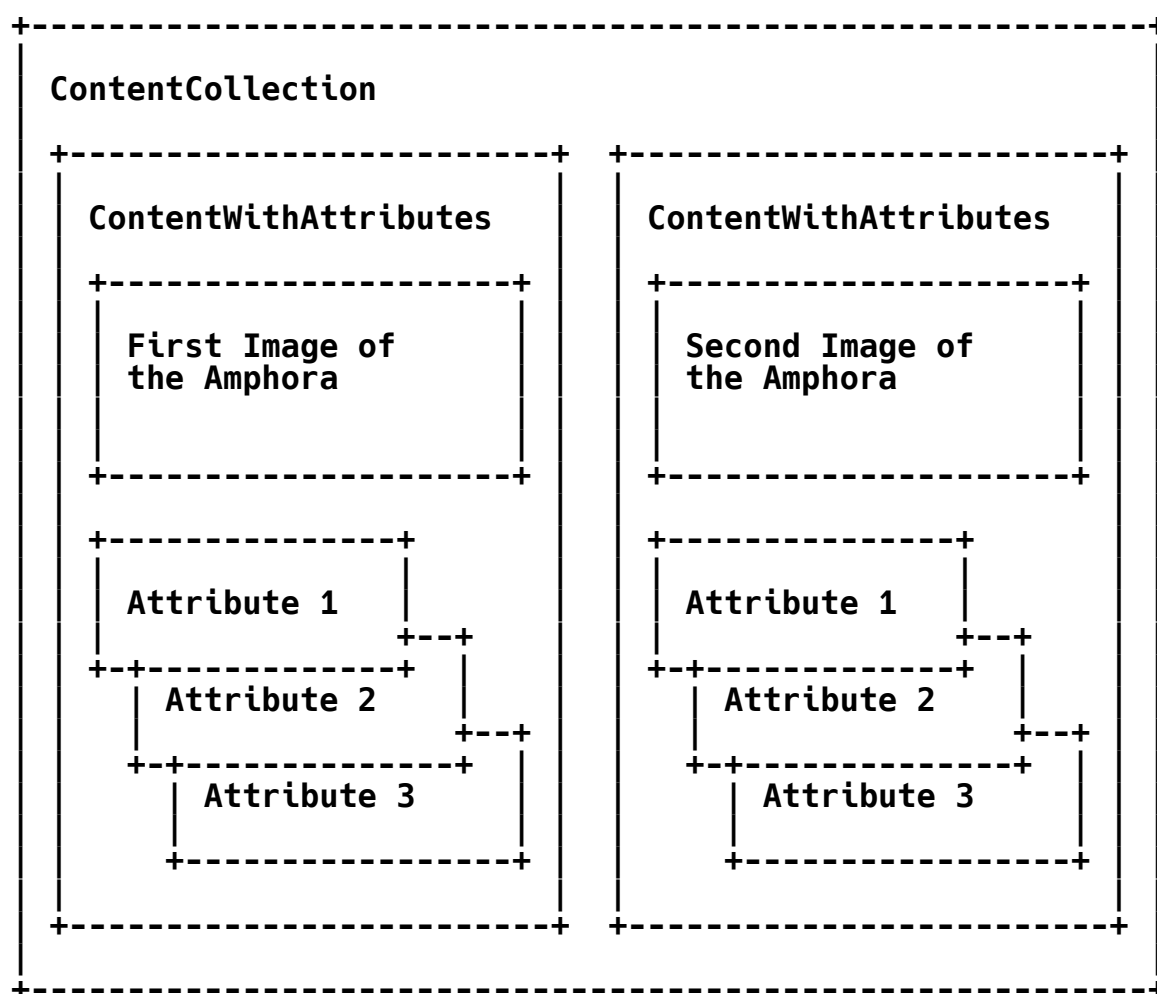 ContentCollection
ContentWithAttributes ContentWithAttributes
First Image of Second Image of
the Amphora the Amphora
Attribute 1 Attribute 1
Attribute 2 Attribute 2
Attribute 3 Attribute 3